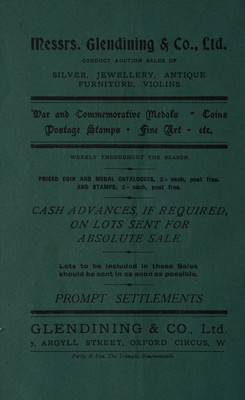 Messrs. Glendining & Co., Ltd.
CONDUCT AUCTION SALES OF
SILVER, JEWELLERY, ANTIQUE
FURNITURE, VIOLINS
War and Commemorative Medals - Coins
Postage Stamps - Fine Art - etc.
WEEKLY THROUGHOUT THE SEASON.
PRICED COIN AND MEDAL CATALOGUES, 2/- each, post free.
AND STAMPS, 2/- each, post free.
CASH ADVANCES, IF REQUIRED,
ON LOTS SENT FOR
ABSOLUTE SALE
Lots to be included in these Sales
should be sent in as soon as possible.
PROMPT SETTLEMENTS
GLENDINING & CO., Ltd.
7, ARGYLL STREET, OXFORD CIRCUS, W
& Son, The Triangle, Bournemouth.